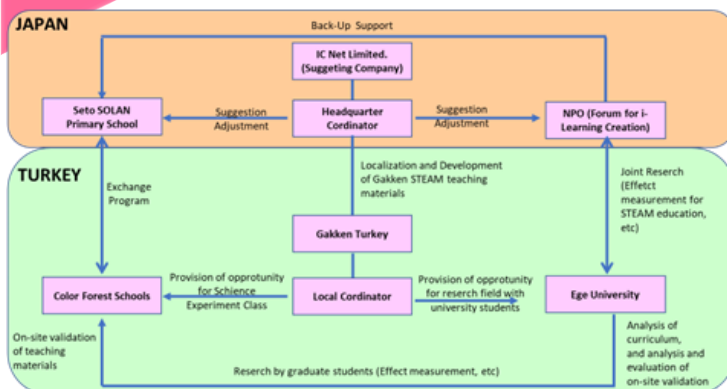 JAPAN
Back-Up Support
IC Net Limited.
(Suggeting Company)
Seto SOLAN
Primary School
Suggestion
Adjustment
Headquarter
Cordinator
Suggestion
Adjustment
NPO (Forum for i-
Learning Creation)
TURKEY
Exchange
Program
Localization and Development
of Gakken STEAM teaching
materials
Joint Reserch
(Effetct
measurement for
STEAM education,
etc)
Gakken Turkey
Color Forest Schools
Provision of opprotunity
for Schience
Experiment Class
Local Cordinator
Provision of opprotunity
for reserch field with
university students
Ege University
On-site validation
of teaching
materials
Reserch by graduate students (Effect measurement, etc)
Analysis of
curriculum,
and analysis and
evaluation of
on-site validation